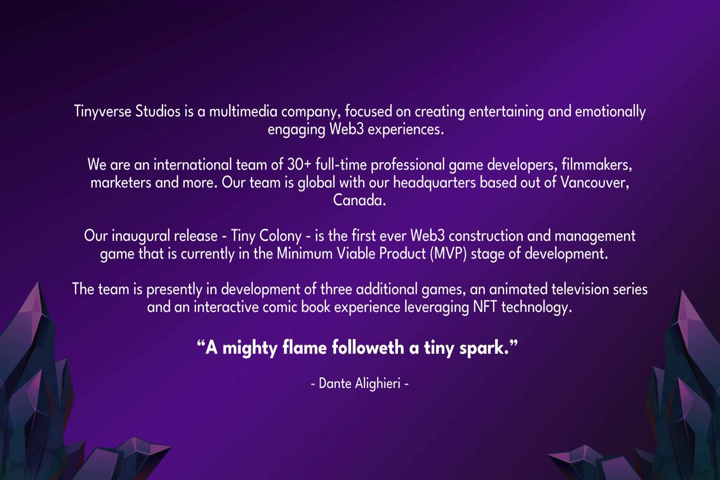 Tinyverse Studios is a multimedia company, focused on creating entertaining and emotionally
engaging Web3 experiences.
We are an international team of 30+ full-time professional game developers, filmmakers,
marketers and more. Our team is global with our headquarters based out of Vancouver,
Canada.
Our inaugural release - Tiny Colony - is the first ever Web3 construction and management
game that is currently in the Minimum Viable Product (MVP) stage of development.
The team is presently in development of three additional games, an animated television series
and an interactive comic book experience leveraging NFT technology.
“A mighty flame followeth a tiny spark.”
- Dante Alighieri -